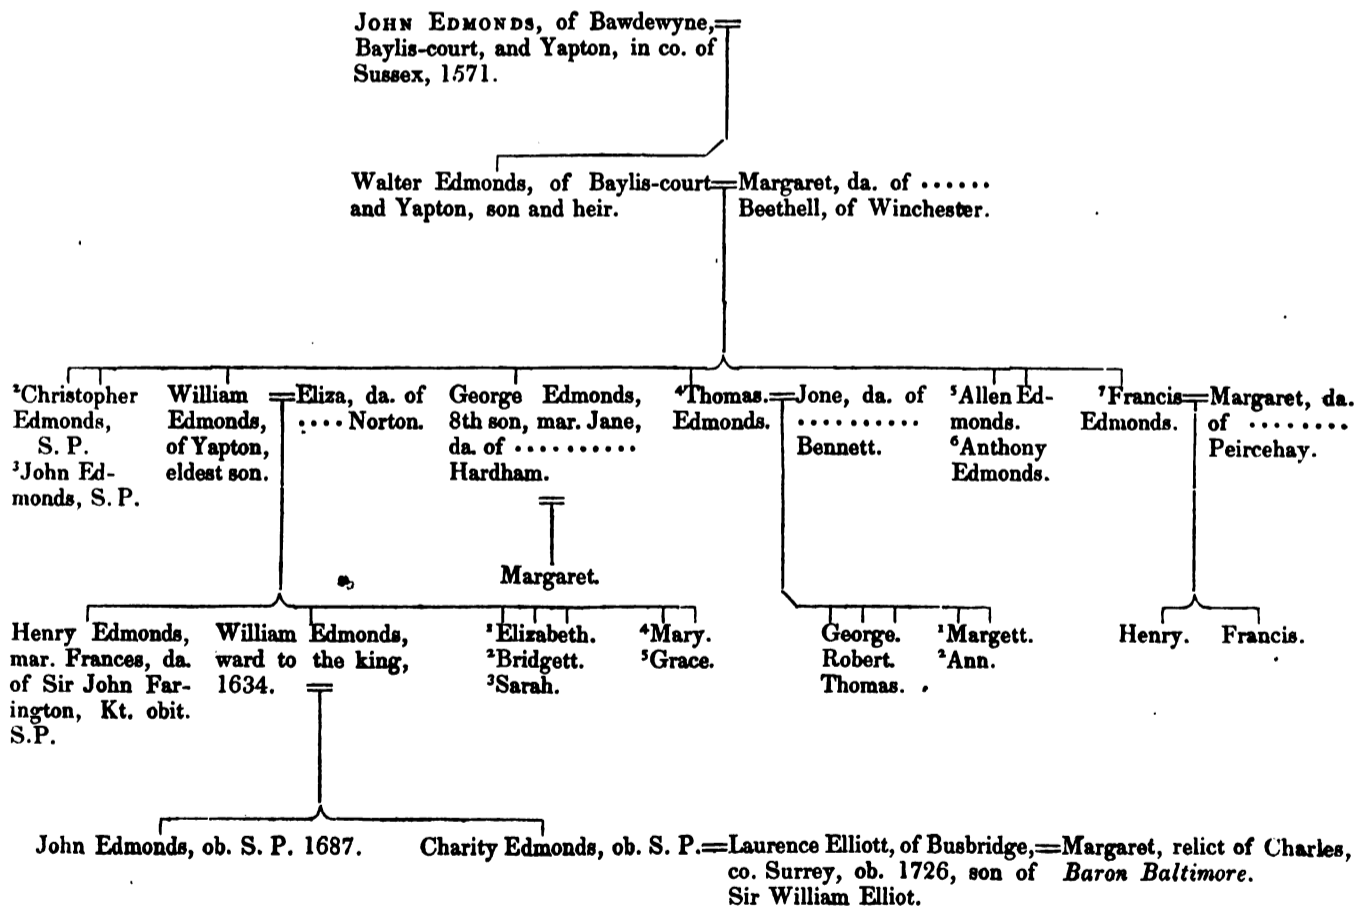 JOHN EDMONDS, of Bawdewyne,
Baylis-court, and Yapton, in co. of
Sussex, 1571.
Walter Edmonds, of Baylis-court
and Yapton, son and heir.
Margaret, da. of ······
Beethell, of Winchester.
²Christopher
Edmonds,
S. P.
³John Ed-
monds, S. P.
William
Edmonds,
of Yapton,
eldest son.
Eliza, da. of
···· Norton.
George Edmonds,
8th son, mar. Jane,
da. of ··········
Hardham.
⁴Thomas.
Edmonds.
Jone, da. of
··········
Bennett.
⁵Allen Ed-
monds.
⁶Anthony
Edmonds.
⁷Francis
Edmonds.
Margaret, da.
of ········
Peircehay.
Margaret.
Henry Edmonds,
mar. Frances, da.
of Sir John Far-
ington, Kt. obit.
S.P.
William Edmonds,
ward to the king,
1634.
¹Elizabeth.
²Bridgett.
³Sarah.
⁴Mary.
⁵Grace.
George.
Robert.
Thomas.
¹Margett.
²Ann.
Henry.
Francis.
John Edmonds, ob. S. P. 1687.
Charity Edmonds, ob. S. P.
Laurence Elliott, of Busbridge,
co. Surrey, ob. 1726, son of
Sir William Elliot.
Margaret, relict of Charles,
Baron Baltimore.